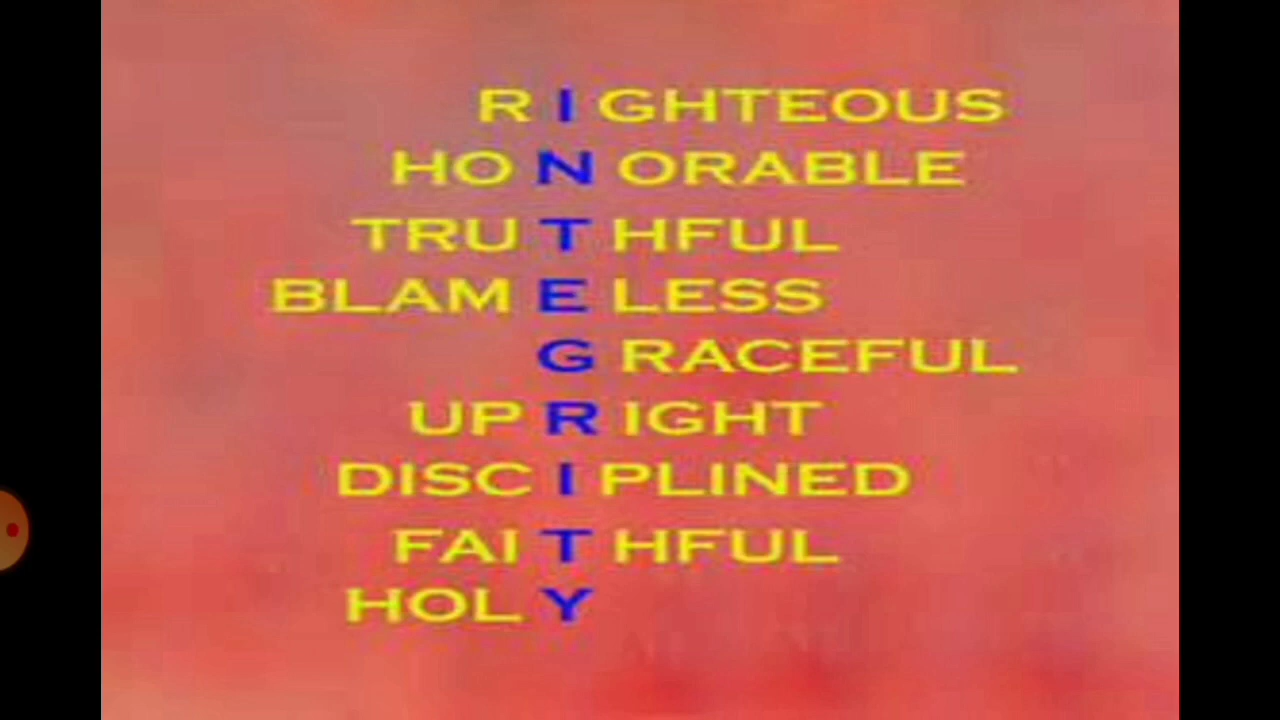 RIGHTEOUS
HONORABLE
TRUTHFUL
BLAMELESS
GRACEFUL
UPRIGHT
DISCIPLINED
FAITHFUL
HOLY